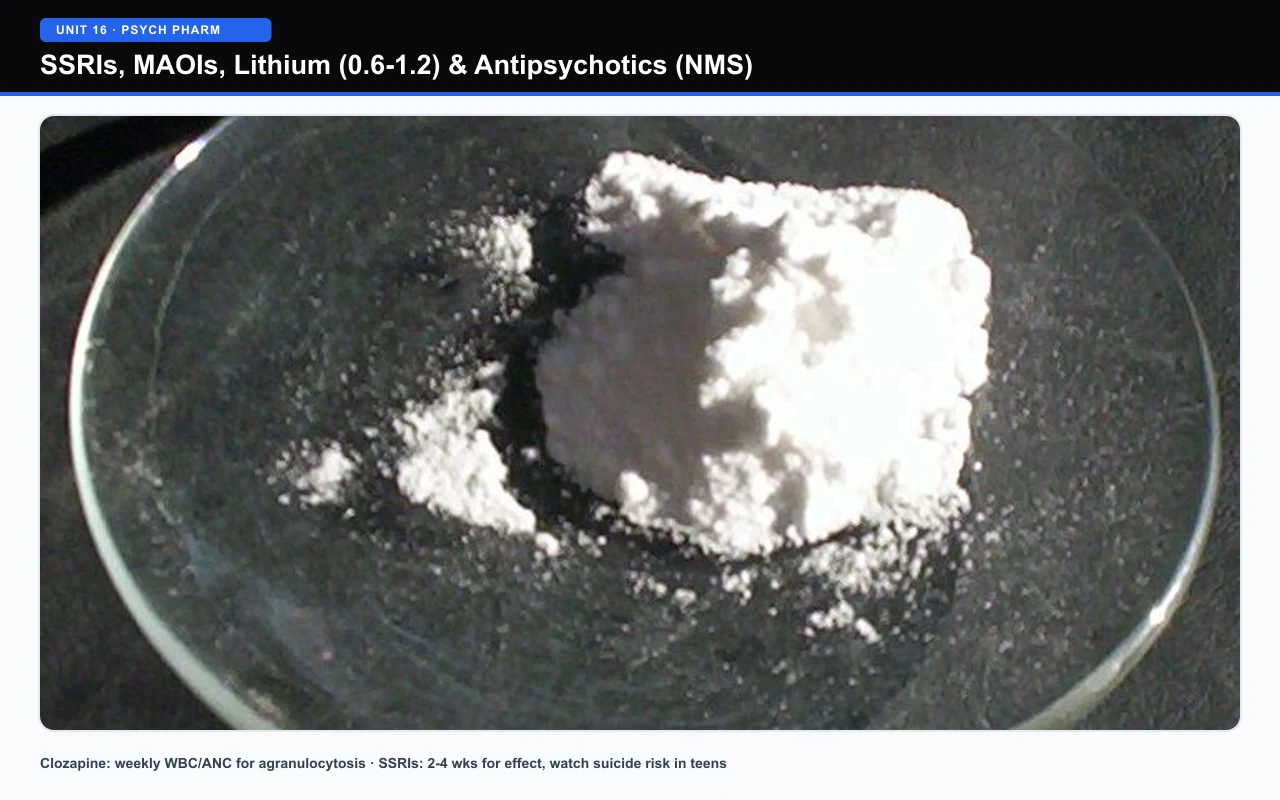 UNIT 16 · PSYCH PHARM
SSRIs, MAOIs, Lithium (0.6-1.2) & Antipsychotics (NMS)
Clozapine: weekly WBC/ANC for agranulocytosis · SSRIs: 2-4 wks for effect, watch suicide risk in teens